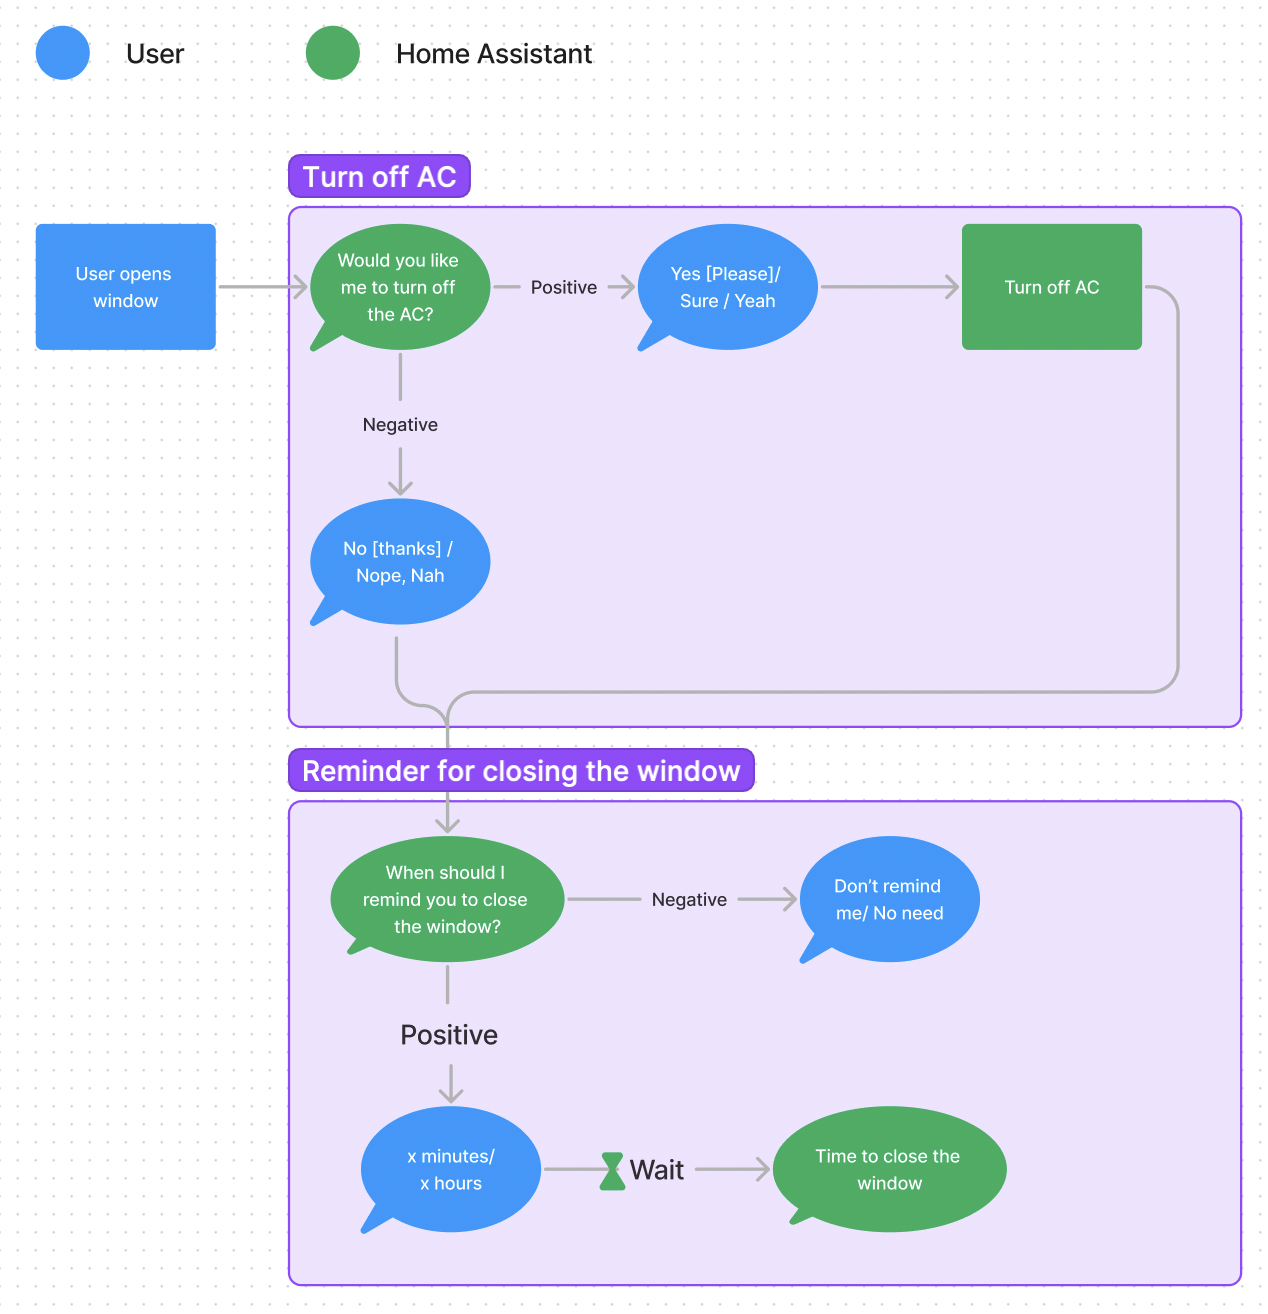 User
Home Assistant
Turn off AC
User opens
window
Would you like
me to turn off
the AC?
Positive
Yes [Please]/
Sure / Yeah
Turn off AC
Negative
No [thanks] /
Nope, Nah
Reminder for closing the window
When should I
remind you to close
the window?
Negative
Don’t remind
me/ No need
Positive
x minutes/
x hours
Wait
Time to close the
window